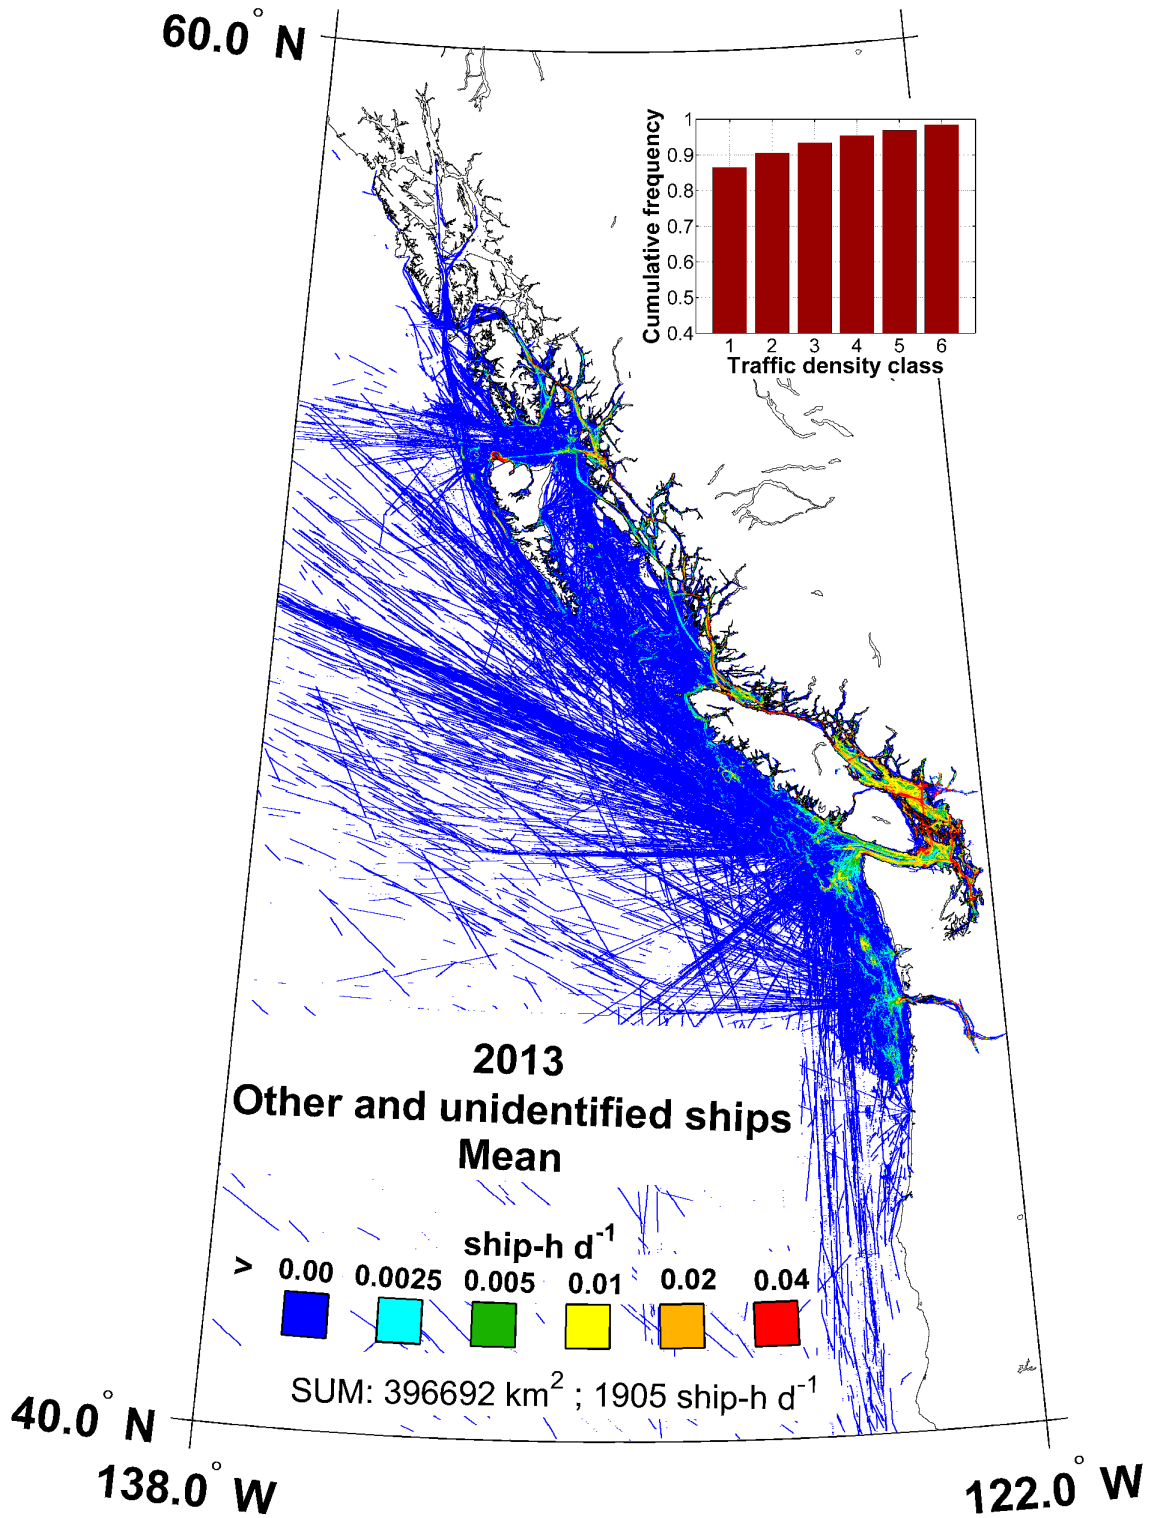 60.0° N
Cumulative frequency
1
0.9
0.8
0.7
0.6
0.5
0.4
1 2 3 4 5 6
Traffic density class
2013
Other and unidentified ships
Mean
ship-h d⁻¹
> 0.00 0.0025 0.005 0.01 0.02 0.04
SUM: 396692 km² ; 1905 ship-h d⁻¹
40.0° N
138.0° W
122.0° W